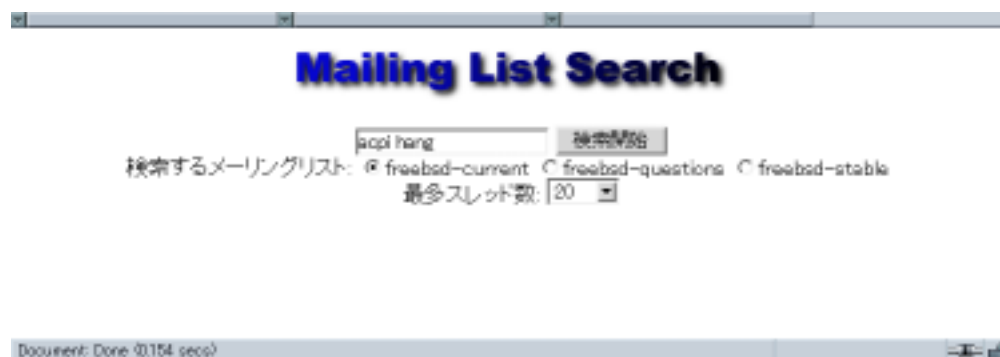 Mailing List Search
acpi hang 検索開始
検索するメーリングリスト: freebsd-current freebsd-questions freebsd-stable
最多スレッド数: 20
Document: Done (0.154 secs)